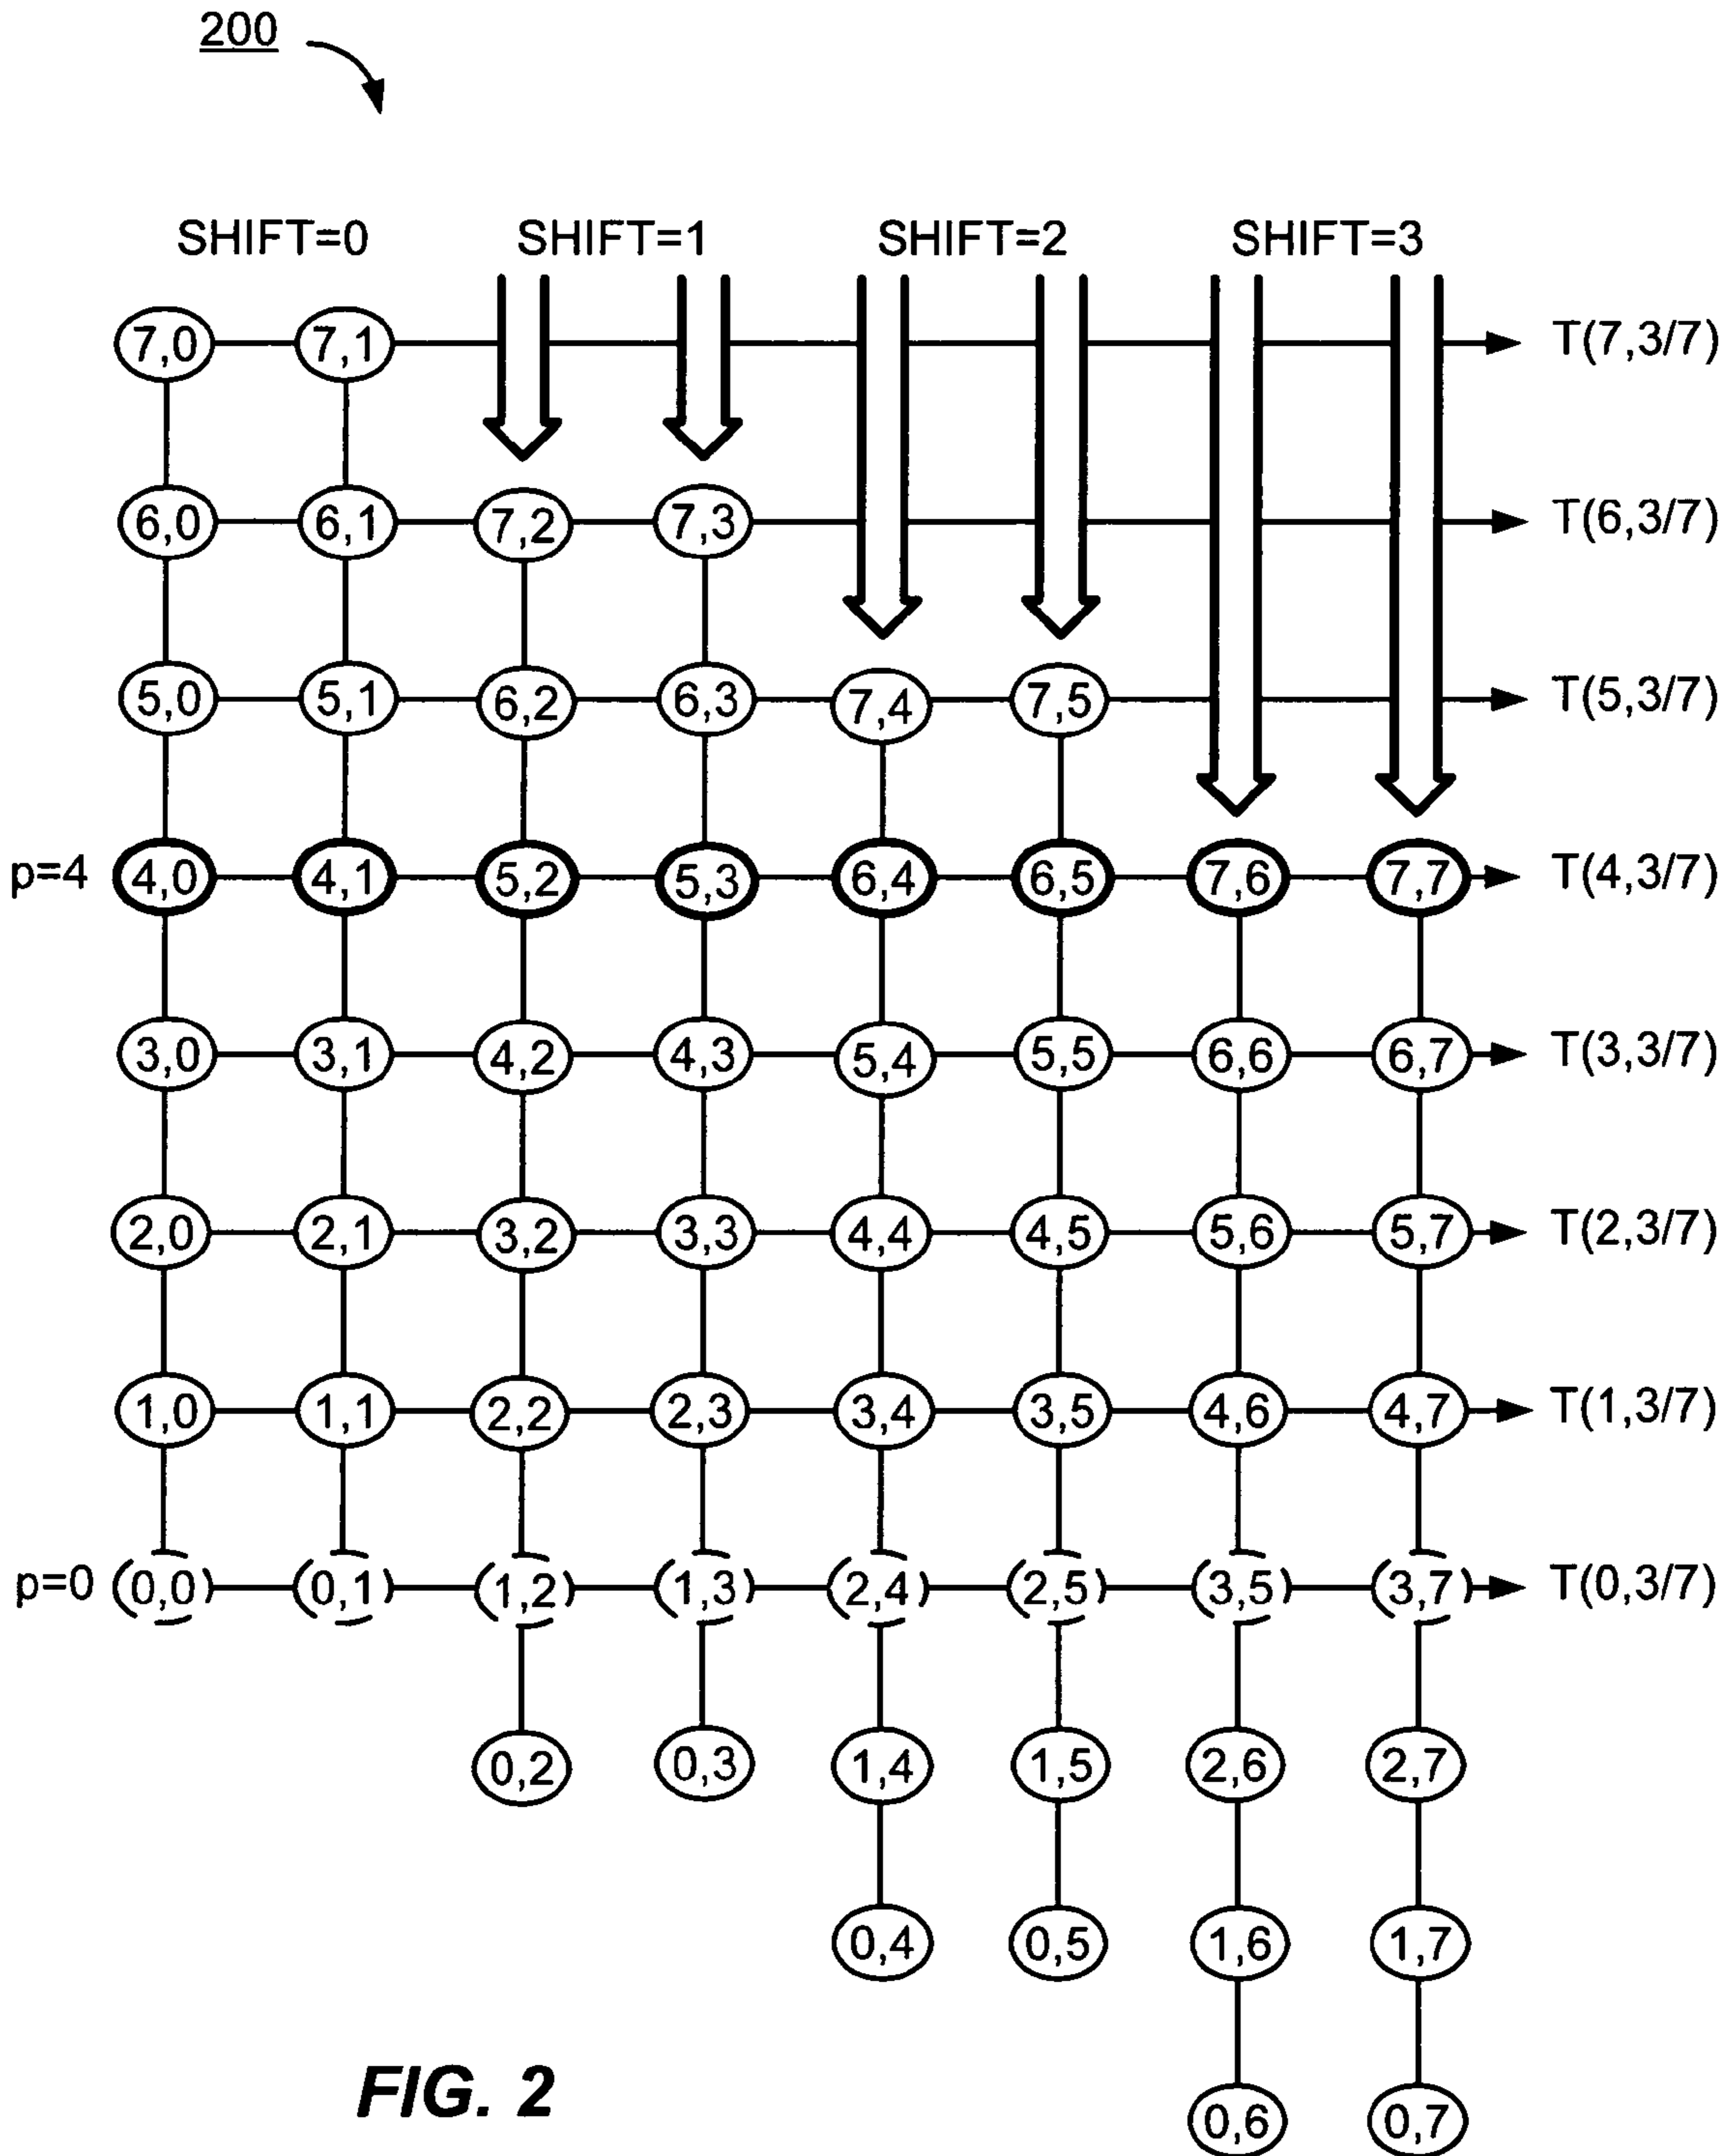 200
SHIFT=0 SHIFT=1 SHIFT=2 SHIFT=3
7,0 7,1 T(7,3/7)
6,0 6,1 7,2 7,3 T(6,3/7)
5,0 5,1 6,2 6,3 7,4 7,5 T(5,3/7)
p=4 4,0 4,1 5,2 5,3 6,4 6,5 7,6 7,7 T(4,3/7)
3,0 3,1 4,2 4,3 5,4 5,5 6,6 6,7 T(3,3/7)
2,0 2,1 3,2 3,3 4,4 4,5 5,6 5,7 T(2,3/7)
1,0 1,1 2,2 2,3 3,4 3,5 4,6 4,7 T(1,3/7)
p=0 0,0 0,1 1,2 1,3 2,4 2,5 3,5 3,7 T(0,3/7)
0,2 0,3 1,4 1,5 2,6 2,7
0,4 0,5 1,6 1,7
0,6 0,7
FIG. 2